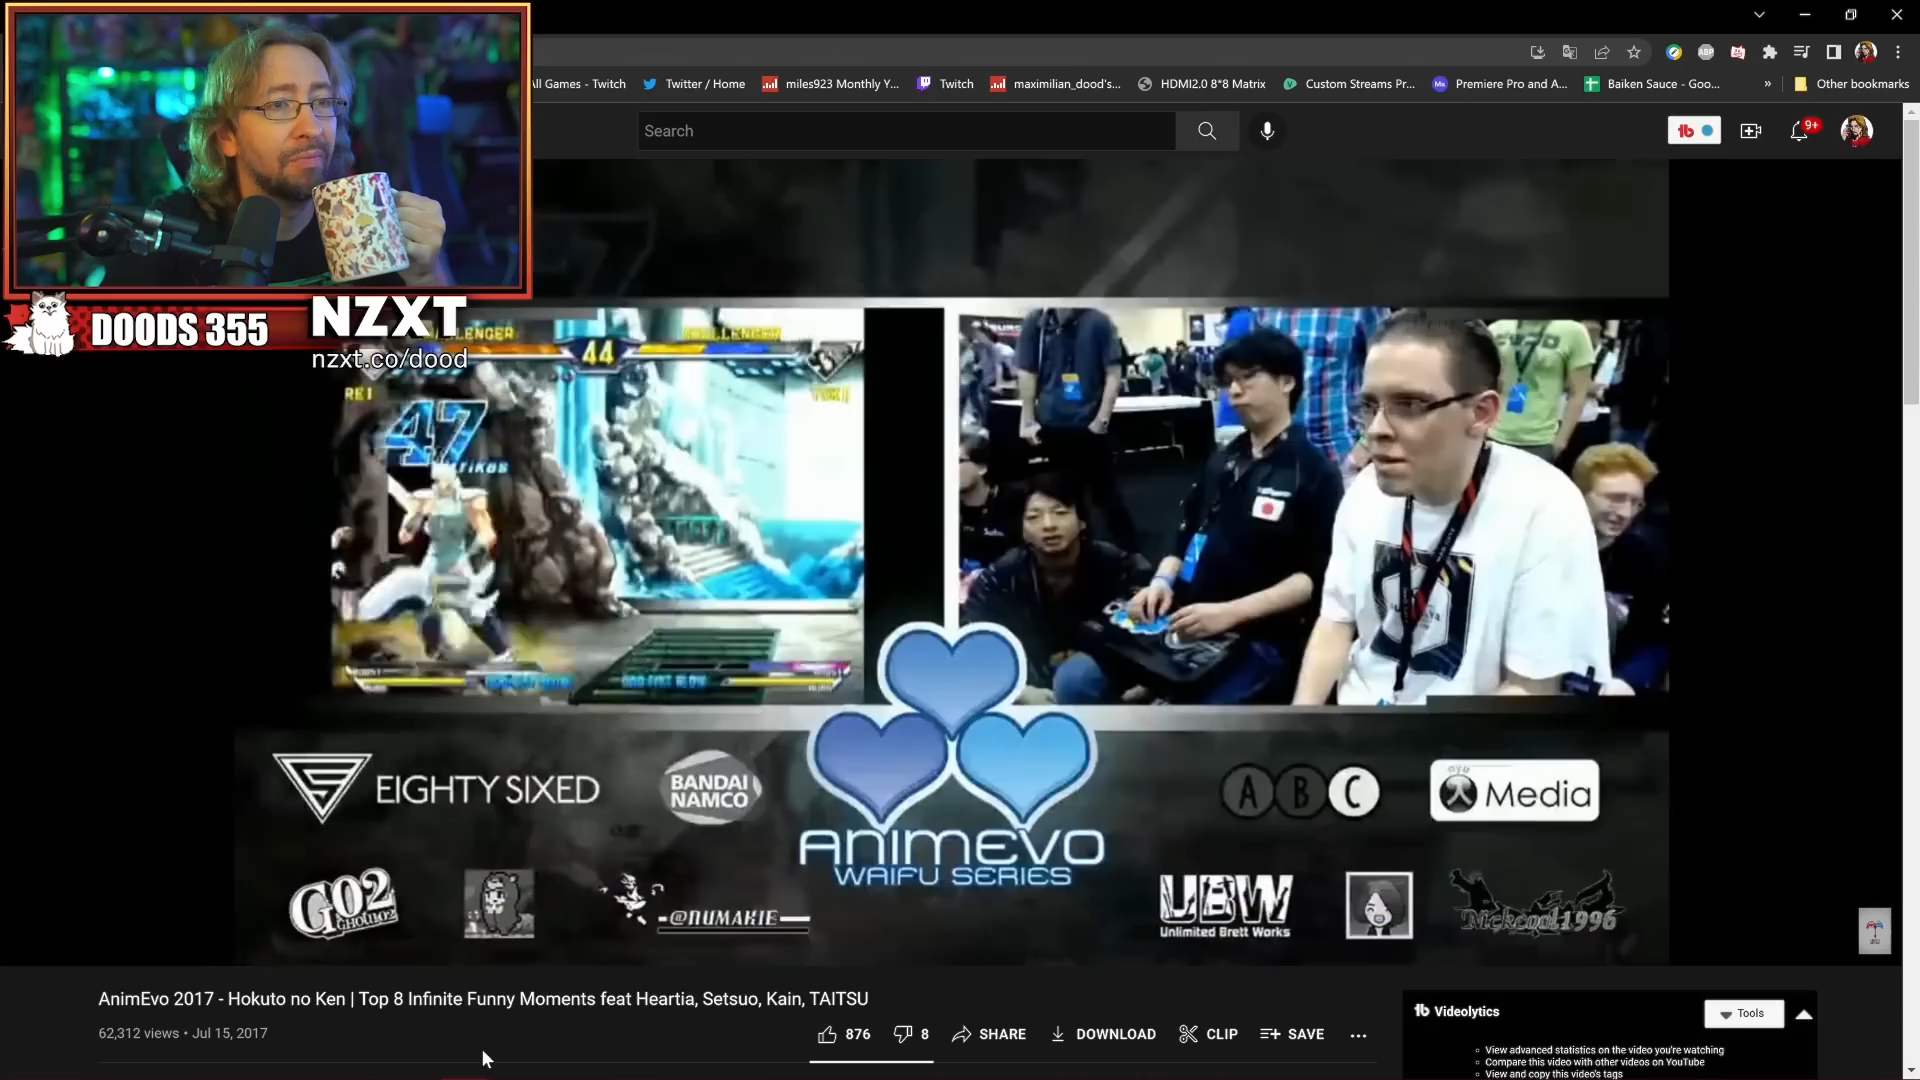 All Games - Twitch
Twitter / Home
miles923 Monthly Y...
Twitch
maximilian_dood's...
HDMI2.0 8*8 Matrix
Custom Streams Pr...
Premiere Pro and A...
Baiken Sauce - Goo...
»
Other bookmarks
Search
9+
DOODS 355
NZXT
nzxt.co/dood
CHALLENGER
44
REI
47
EIGHTY SIXED
BANDAI
NAMCO
ANIMEVO
WAIFU SERIES
A B C
Media
GO2
-@NUMAKIE-
UBW
Unlimited Brett Works
Nickcool1996
AnimEvo 2017 - Hokuto no Ken | Top 8 Infinite Funny Moments feat Heartia, Setsuo, Kain, TAITSU
62,312 views • Jul 15, 2017
876
8
SHARE
DOWNLOAD
CLIP
SAVE
Videolytics
Tools
View advanced statistics on the video you're watching
Compare this video with other videos on YouTube
View and copy this video's tags